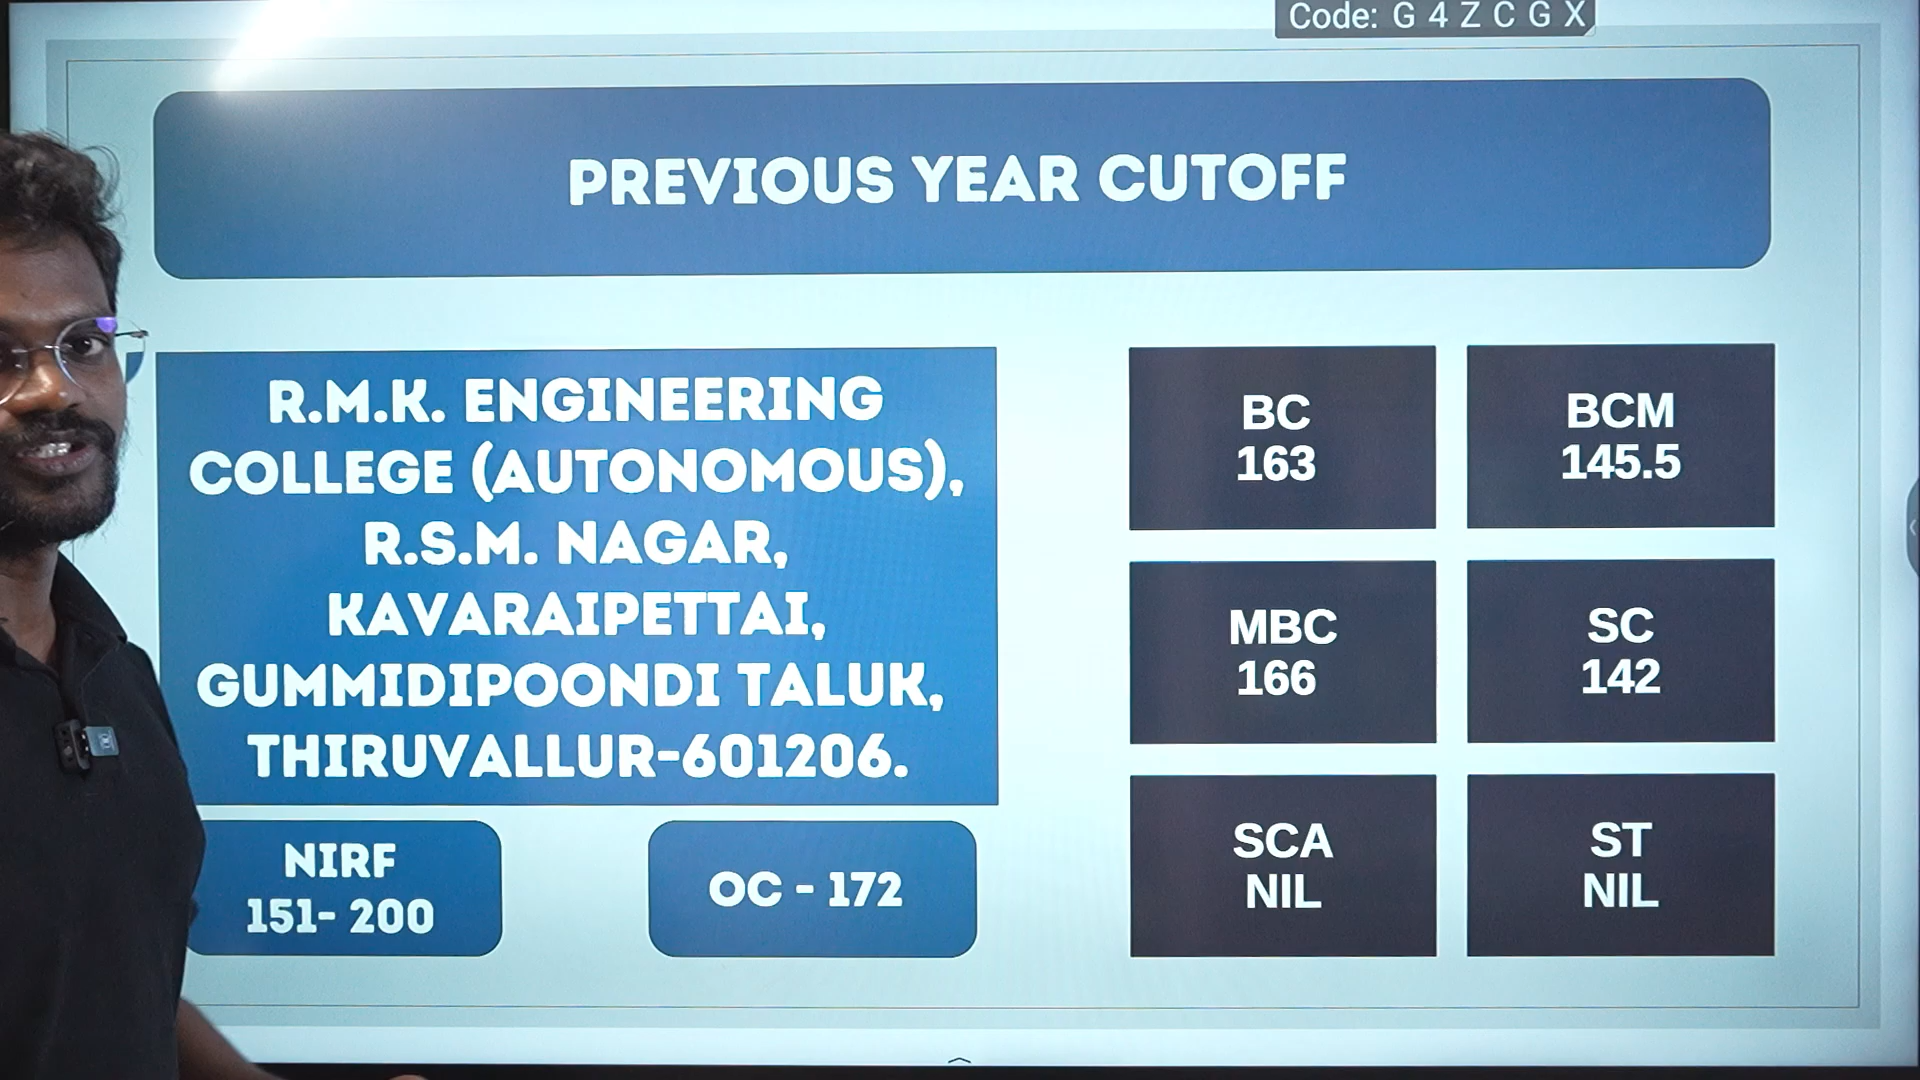 Code: G 4 Z C G X
PREVIOUS YEAR CUTOFF
R.M.K. ENGINEERING
COLLEGE (AUTONOMOUS),
R.S.M. NAGAR,
KAVARAIPETTAI,
GUMMIDIPOONDI TALUK,
THIRUVALLUR-601206.
NIRF
151- 200
OC - 172
BC
163
BCM
145.5
MBC
166
SC
142
SCA
NIL
ST
NIL